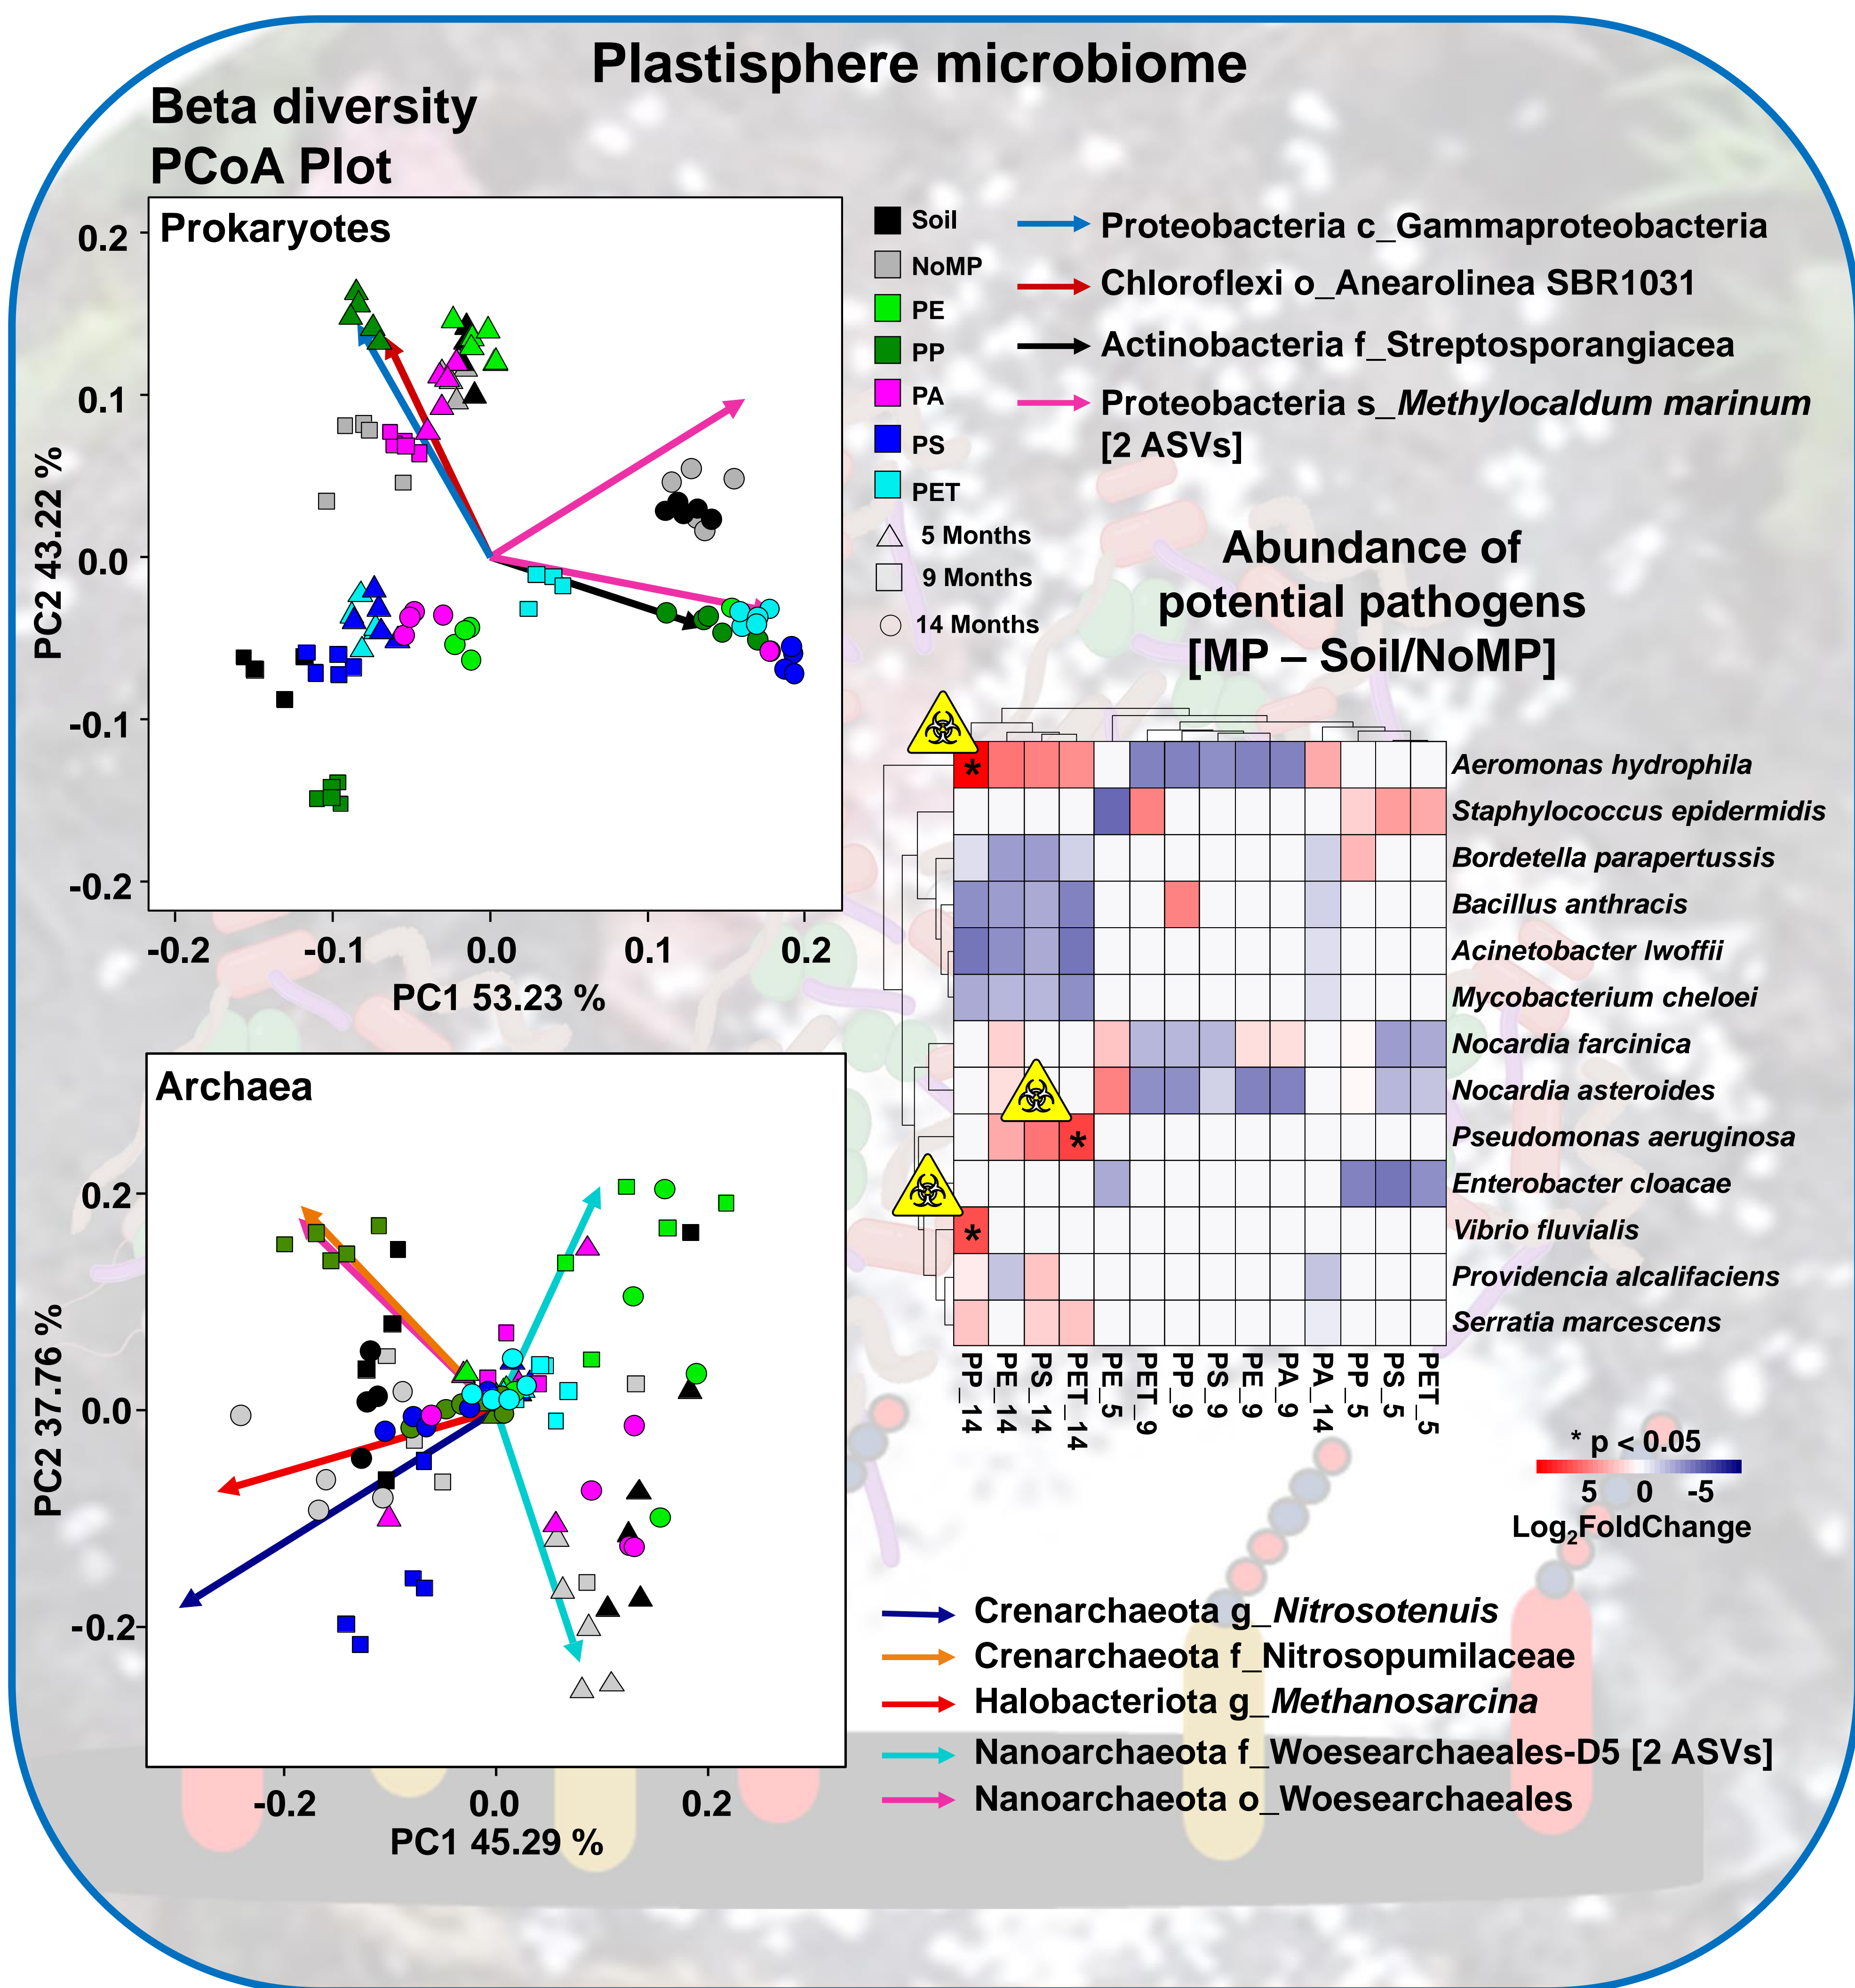 Plastisphere microbiome
Beta diversity
PCoA Plot
Prokaryotes
0.2
0.1
0.0
-0.1
-0.2
PC2 43.22 %
-0.2
-0.1
0.0
0.1
0.2
PC1 53.23 %
Soil
NoMP
PE
PP
PA
PS
PET
5 Months
9 Months
14 Months
Proteobacteria c_Gammaproteobacteria
Chloroflexi o_Anearolinea SBR1031
Actinobacteria f_Streptosporangiacea
Proteobacteria s_Methylocaldum marinum
[2 ASVs]
Abundance of
potential pathogens
[MP – Soil/NoMP]
*
*
*
Aeromonas hydrophila
Staphylococcus epidermidis
Bordetella parapertussis
Bacillus anthracis
Acinetobacter lwoffii
Mycobacterium cheloei
Nocardia farcinica
Nocardia asteroides
Pseudomonas aeruginosa
Enterobacter cloacae
Vibrio fluvialis
Providencia alcalifaciens
Serratia marcescens
PP_14
PE_14
PS_14
PET_14
PE_5
PET_9
PP_9
PS_9
PE_9
PA_9
PA_14
PP_5
PS_5
PET_5
* p < 0.05
5 0 -5
Log2FoldChange
Archaea
0.2
0.0
-0.2
PC2 37.76 %
-0.2
0.0
0.2
PC1 45.29 %
Crenarchaeota g_Nitrosotenuis
Crenarchaeota f_Nitrosopumilaceae
Halobacteriota g_Methanosarcina
Nanoarchaeota f_Woesearchaeales-D5 [2 ASVs]
Nanoarchaeota o_Woesearchaeales